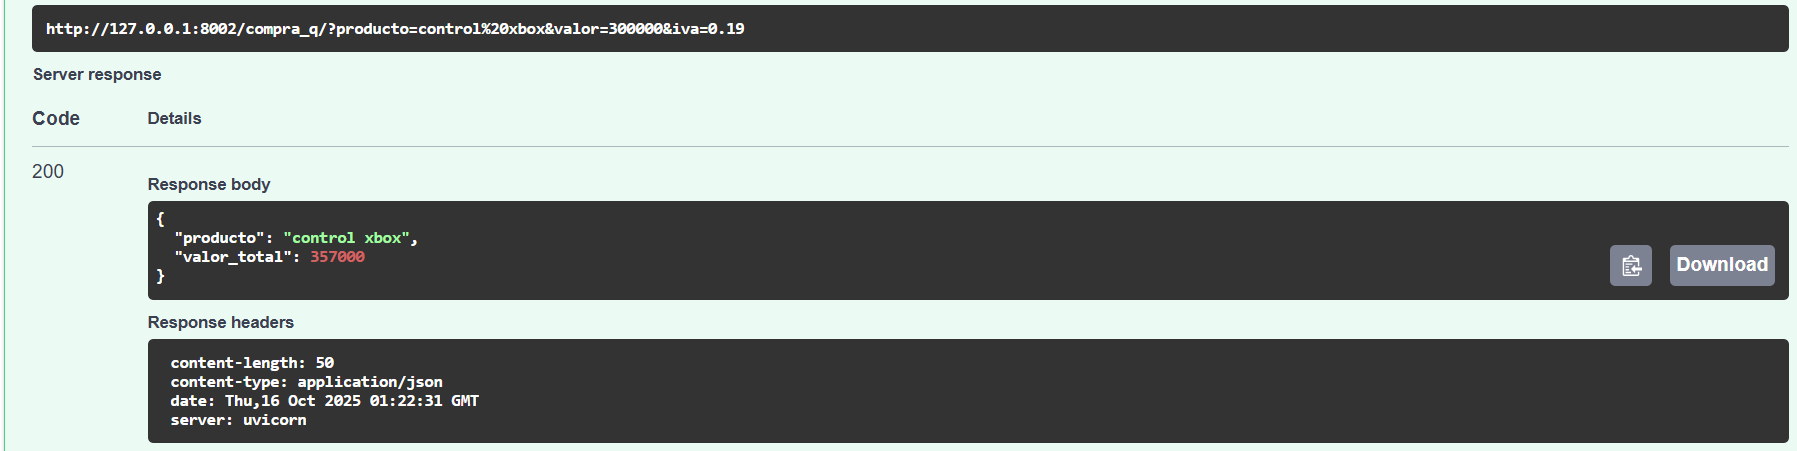 http://127.0.0.1:8002/compra_q/?producto=control%20xbox&valor=300000&iva=0.19
Server response
Code Details
200
Response body
{
"producto": "control xbox",
"valor_total": 357000
}
Download
Response headers
content-length: 50
content-type: application/json
date: Thu,16 Oct 2025 01:22:31 GMT
server: uvicorn